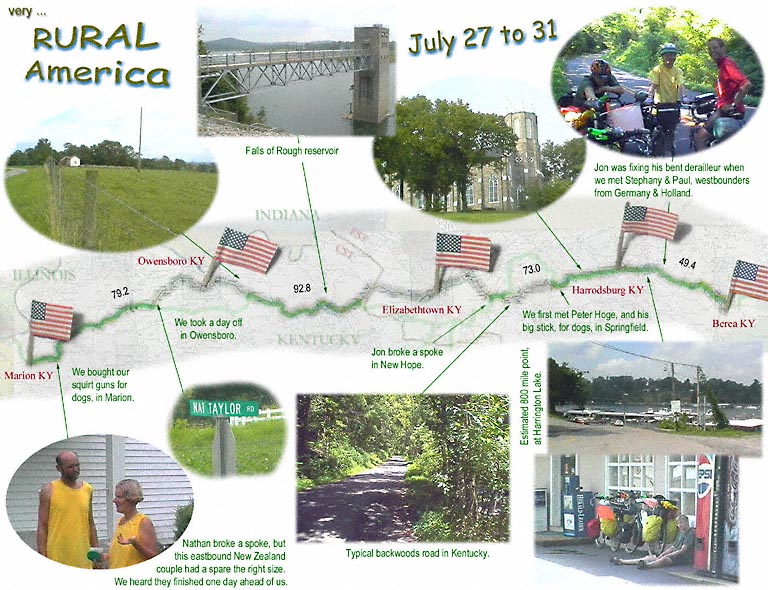 very ...
RURAL
America
July 27 to 31
Falls of Rough reservoir
Jon was fixing his bent derailleur when
we met Stephany & Paul, westbounders
from Germany & Holland.
INDIANA
EST
EST
ILLINOIS
KENTUCKY
Owensboro KY
79.2
92.8
73.0
49.4
Elizabethtown KY
Harrodsburg KY
Berea KY
Marion KY
We took a day off
in Owensboro.
We first met Peter Hoge, and his
big stick, for dogs, in Springfield.
Jon broke a spoke
in New Hope.
We bought our
squirt guns for
dogs, in Marion.
NAT TAYLOR RD
Estimated 800 mile point,
at Harrington Lake.
PEPSI
Nathan broke a spoke, but
this eastbound New Zealand
couple had a spare the right size.
We heard they finished one day ahead of us.
Typical backwoods road in Kentucky.